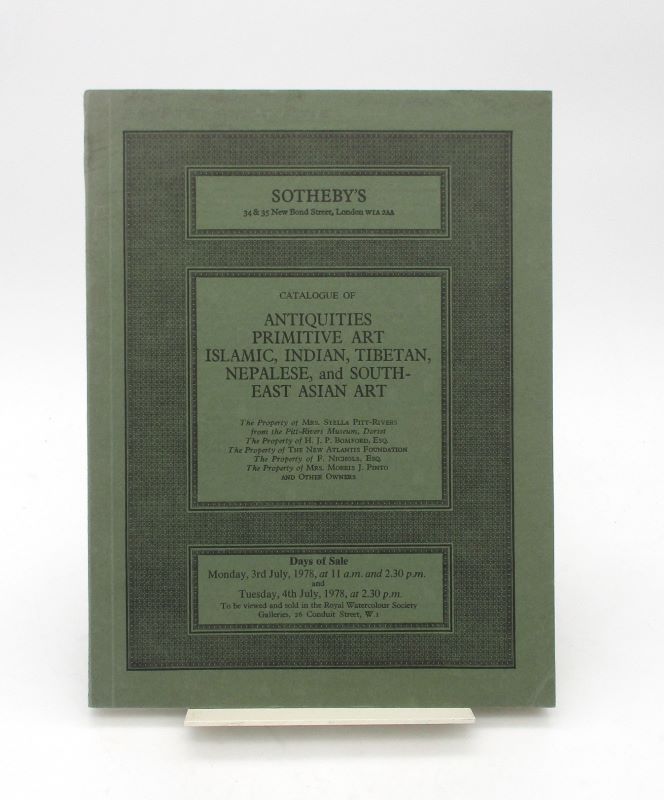 SOTHEBY'S
34 & 35 New Bond Street, London W1A 2AA
CATALOGUE OF
ANTIQUITIES
PRIMITIVE ART
ISLAMIC, INDIAN, TIBETAN,
NEPALESE, and SOUTH-
EAST ASIAN ART
The Property of MRS. STELLA PITT-RIVERS
from the Pitt-Rivers Museum, Dorset
The Property of H. J. P. BOMFORD, ESQ.
The Property of THE NEW ATLANTIS FOUNDATION
The Property of F. NICHOLS, ESQ.
The Property of MRS. MORRIS J. PINTO
AND OTHER OWNERS
Days of Sale
Monday, 3rd July, 1978, at 11 a.m. and 2.30 p.m.
and
Tuesday, 4th July, 1978, at 2.30 p.m.
To be viewed and sold in the Royal Watercolour Society
Galleries, 26 Conduit Street, W.1